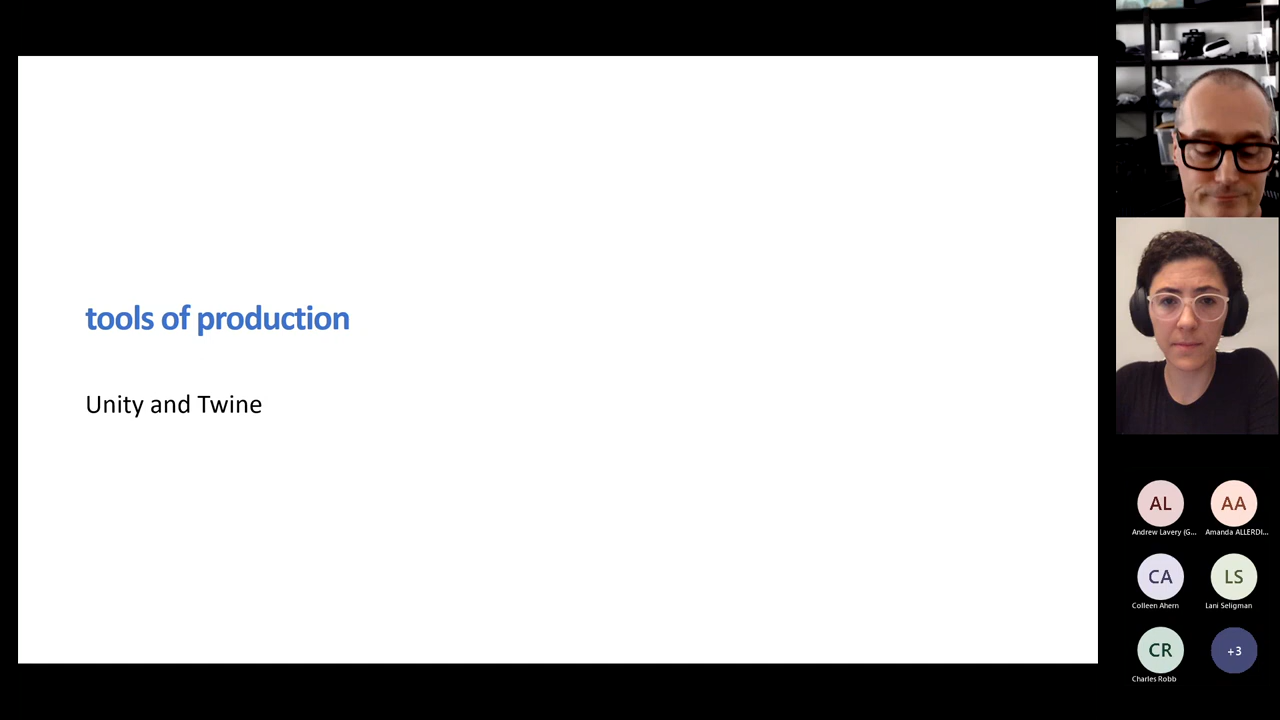 tools of production
Unity and Twine
AL
AA
Andrew Lavery (G...
Amanda ALLERDI...
CA
LS
Colleen Ahern
Lani Seligman
CR
+3
Charles Robb